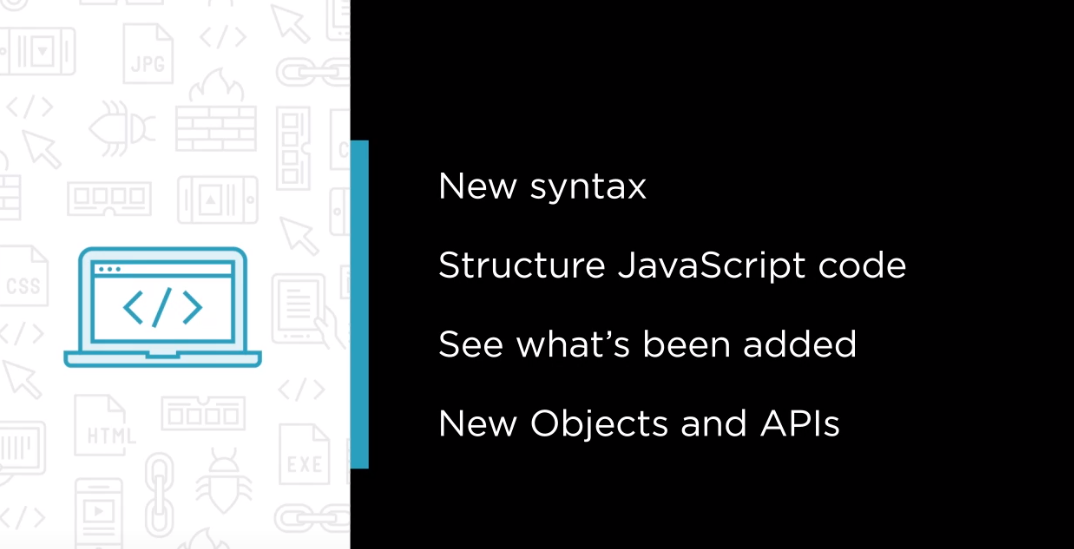 JPG
</>
</>
CSS
</>
</>
</>
HTML
EXE
</>
New syntax
Structure JavaScript code
See what’s been added
New Objects and APIs